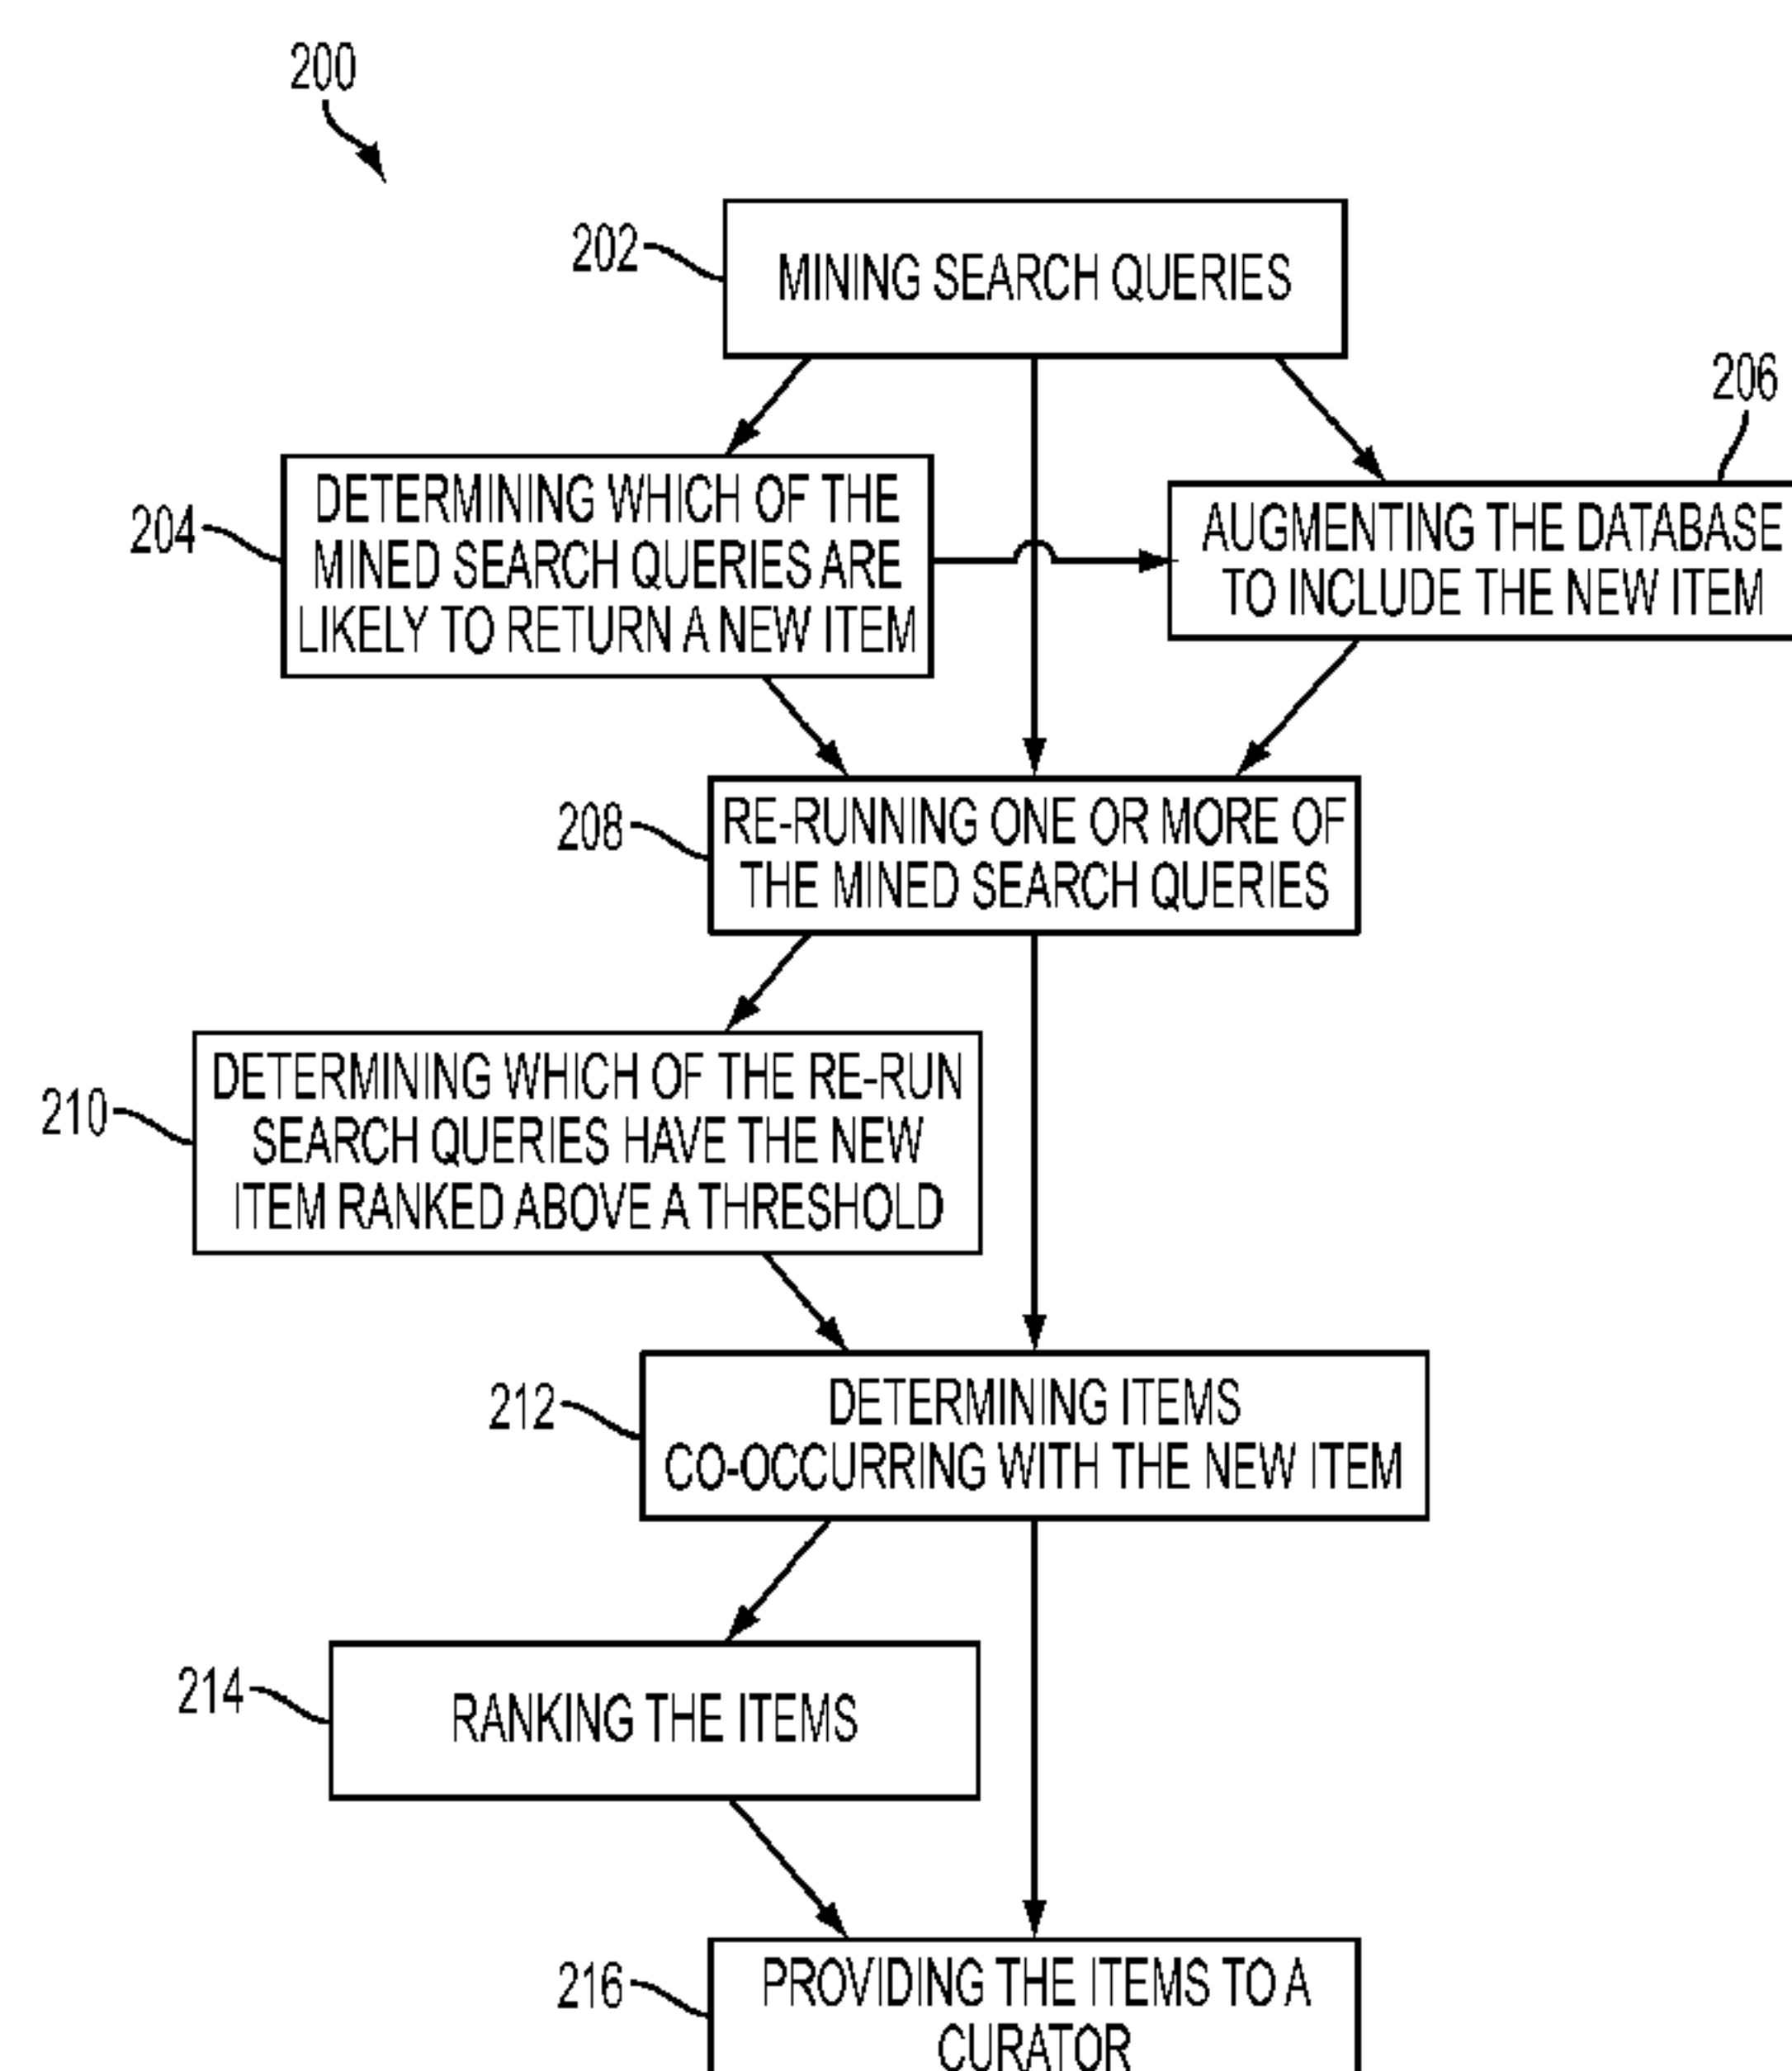 200
202
MINING SEARCH QUERIES
206
204
DETERMINING WHICH OF THE
MINED SEARCH QUERIES ARE
LIKELY TO RETURN A NEW ITEM
AUGMENTING THE DATABASE
TO INCLUDE THE NEW ITEM
208
RE-RUNNING ONE OR MORE OF
THE MINED SEARCH QUERIES
210
DETERMINING WHICH OF THE RE-RUN
SEARCH QUERIES HAVE THE NEW
ITEM RANKED ABOVE A THRESHOLD
212
DETERMINING ITEMS
CO-OCCURRING WITH THE NEW ITEM
214
RANKING THE ITEMS
216
PROVIDING THE ITEMS TO A
CURATOR